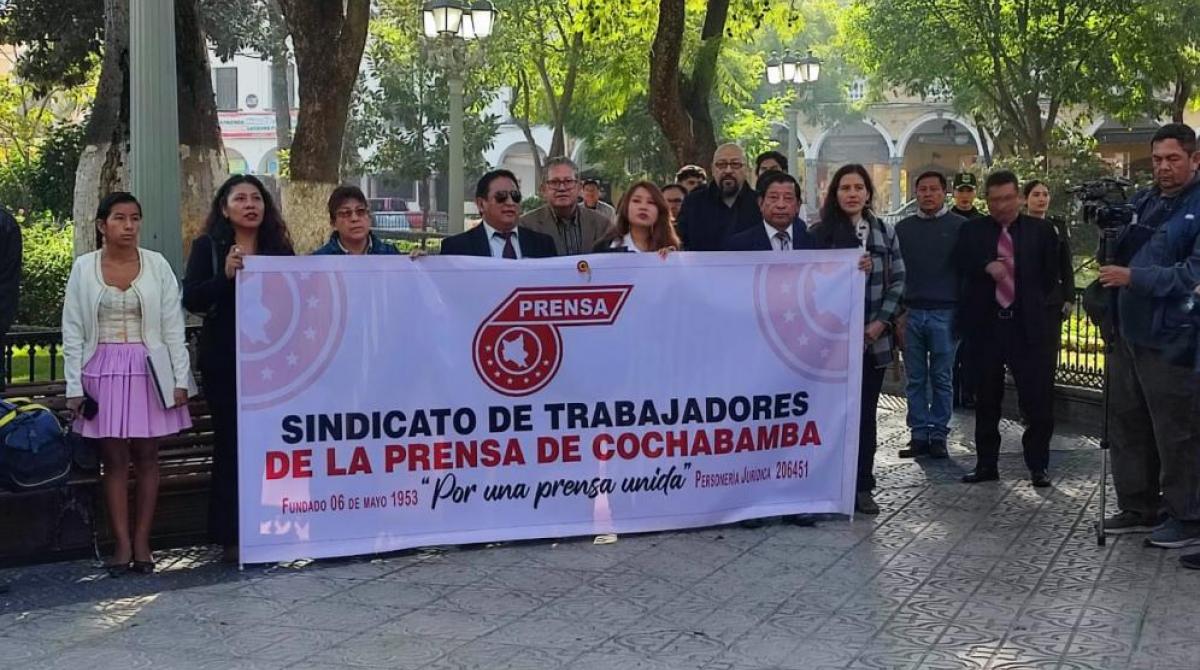 PRENSA
SINDICATO DE TRABAJADORES
DE LA PRENSA DE COCHABAMBA
FUNDADO 06 DE MAYO 1953 "Por una prensa unida" PERSONERÍA JURIDICA 206451